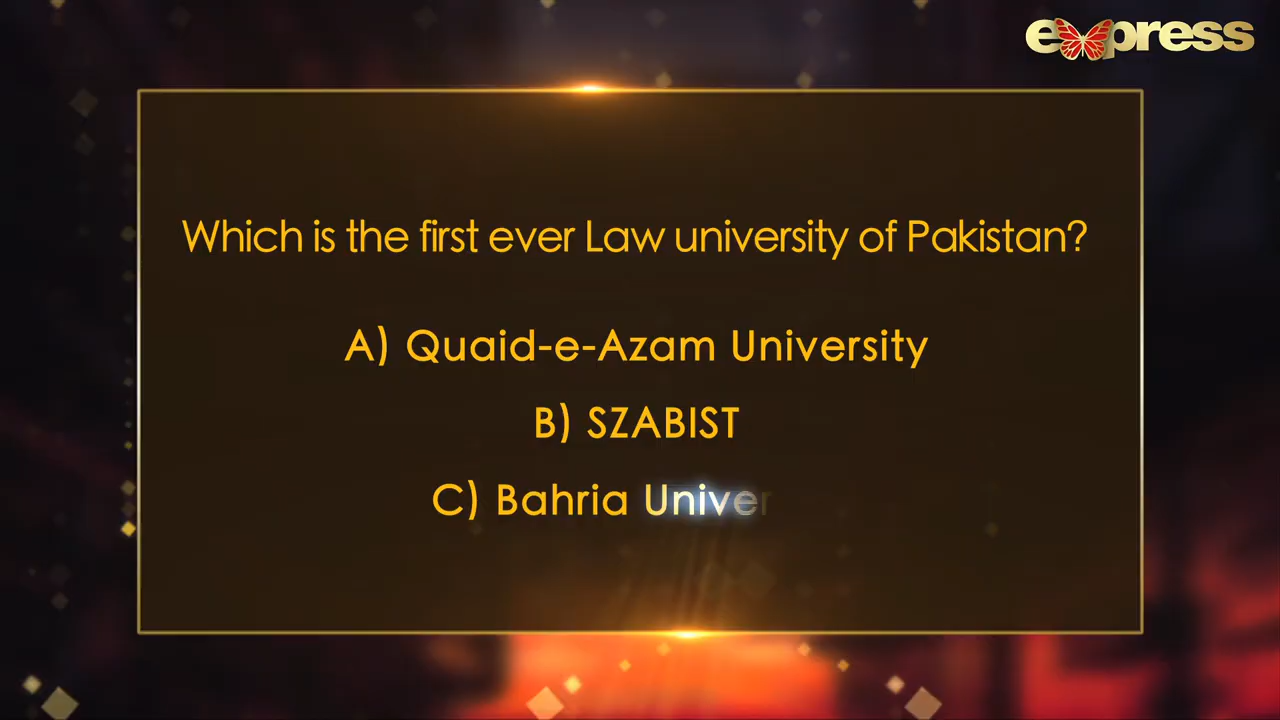 express
Which is the first ever Law university of Pakistan?
A) Quaid-e-Azam University
B) SZABIST
C) Bahria Univer